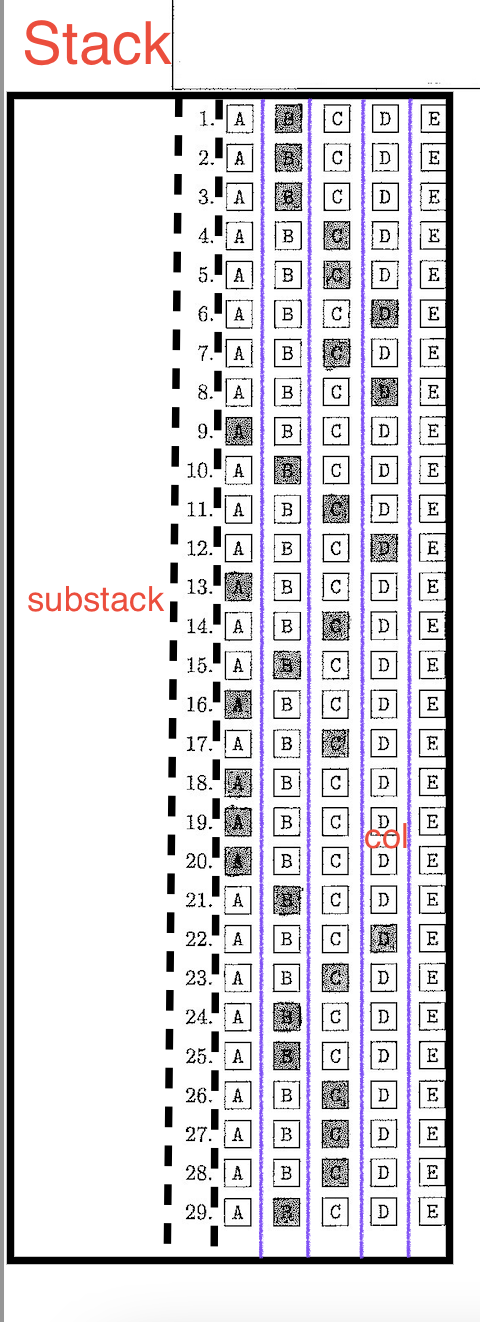 Stack
1. A B C D E
2. A B C D E
3. A B C D E
4. A B C D E
5. A B C D E
6. A B C D E
7. A B C D E
8. A B C D E
9. A B C D E
10. A B C D E
11. A B C D E
12. A B C D E
substack
13. A B C D E
14. A B C D E
15. A B C D E
16. A B C D E
17. A B C D E
18. A B C D E
19. A B C D E
col
20. A B C D E
21. A B C D E
22. A B C D E
23. A B C D E
24. A B C D E
25. A B C D E
26. A B C D E
27. A B C D E
28. A B C D E
29. A B C D E